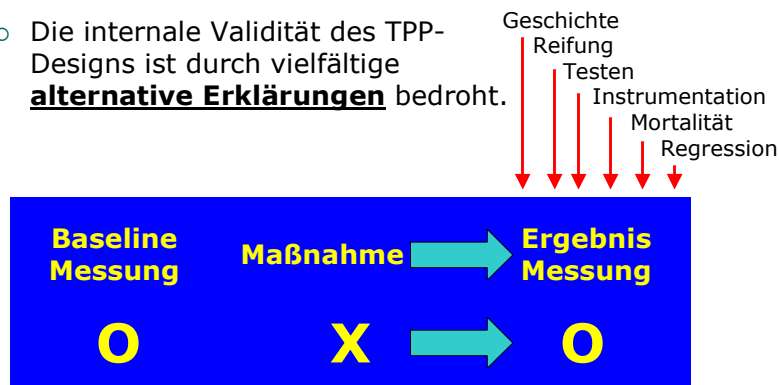 ○ Die internale Validität des TPP-
Designs ist durch vielfältige
alternative Erklärungen bedroht.
Geschichte
Reifung
Testen
Instrumentation
Mortalität
Regression
Baseline
Messung
Maßnahme
Ergebnis
Messung
O
X
O